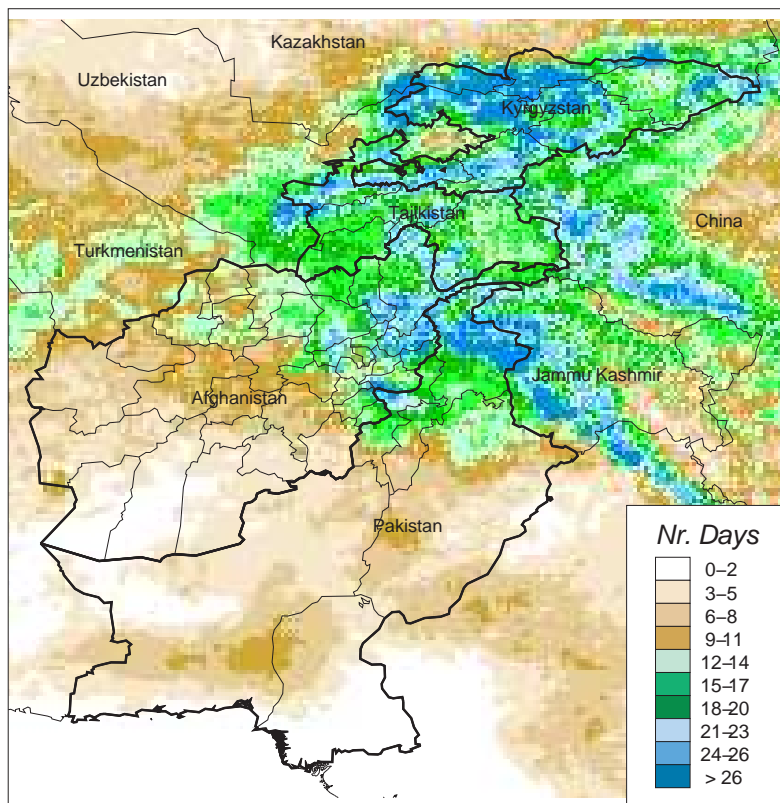 Kazakhstan
Uzbekistan
Kyrgyzstan
Tajikistan
China
Turkmenistan
Jammu Kashmir
Afghanistan
Pakistan
Nr. Days
0–2
3–5
6–8
9–11
12–14
15–17
18–20
21–23
24–26
> 26